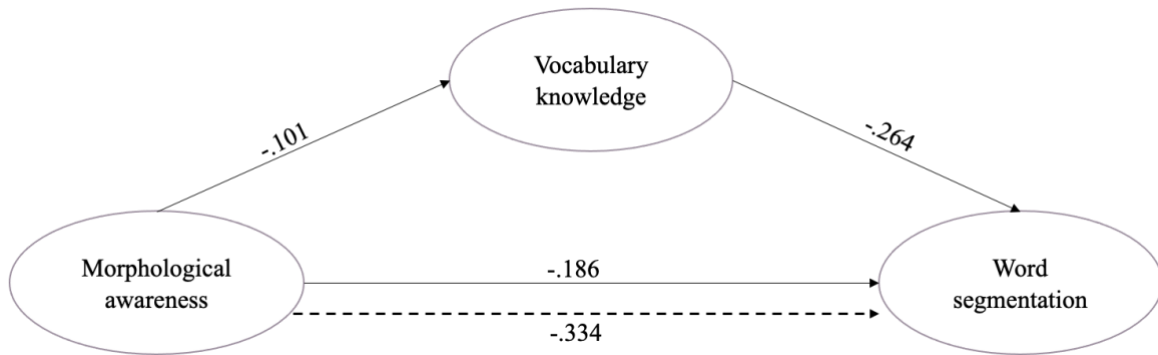 Vocabulary
knowledge
-.101
-.264
Morphological
awareness
-.186
-.334
Word
segmentation